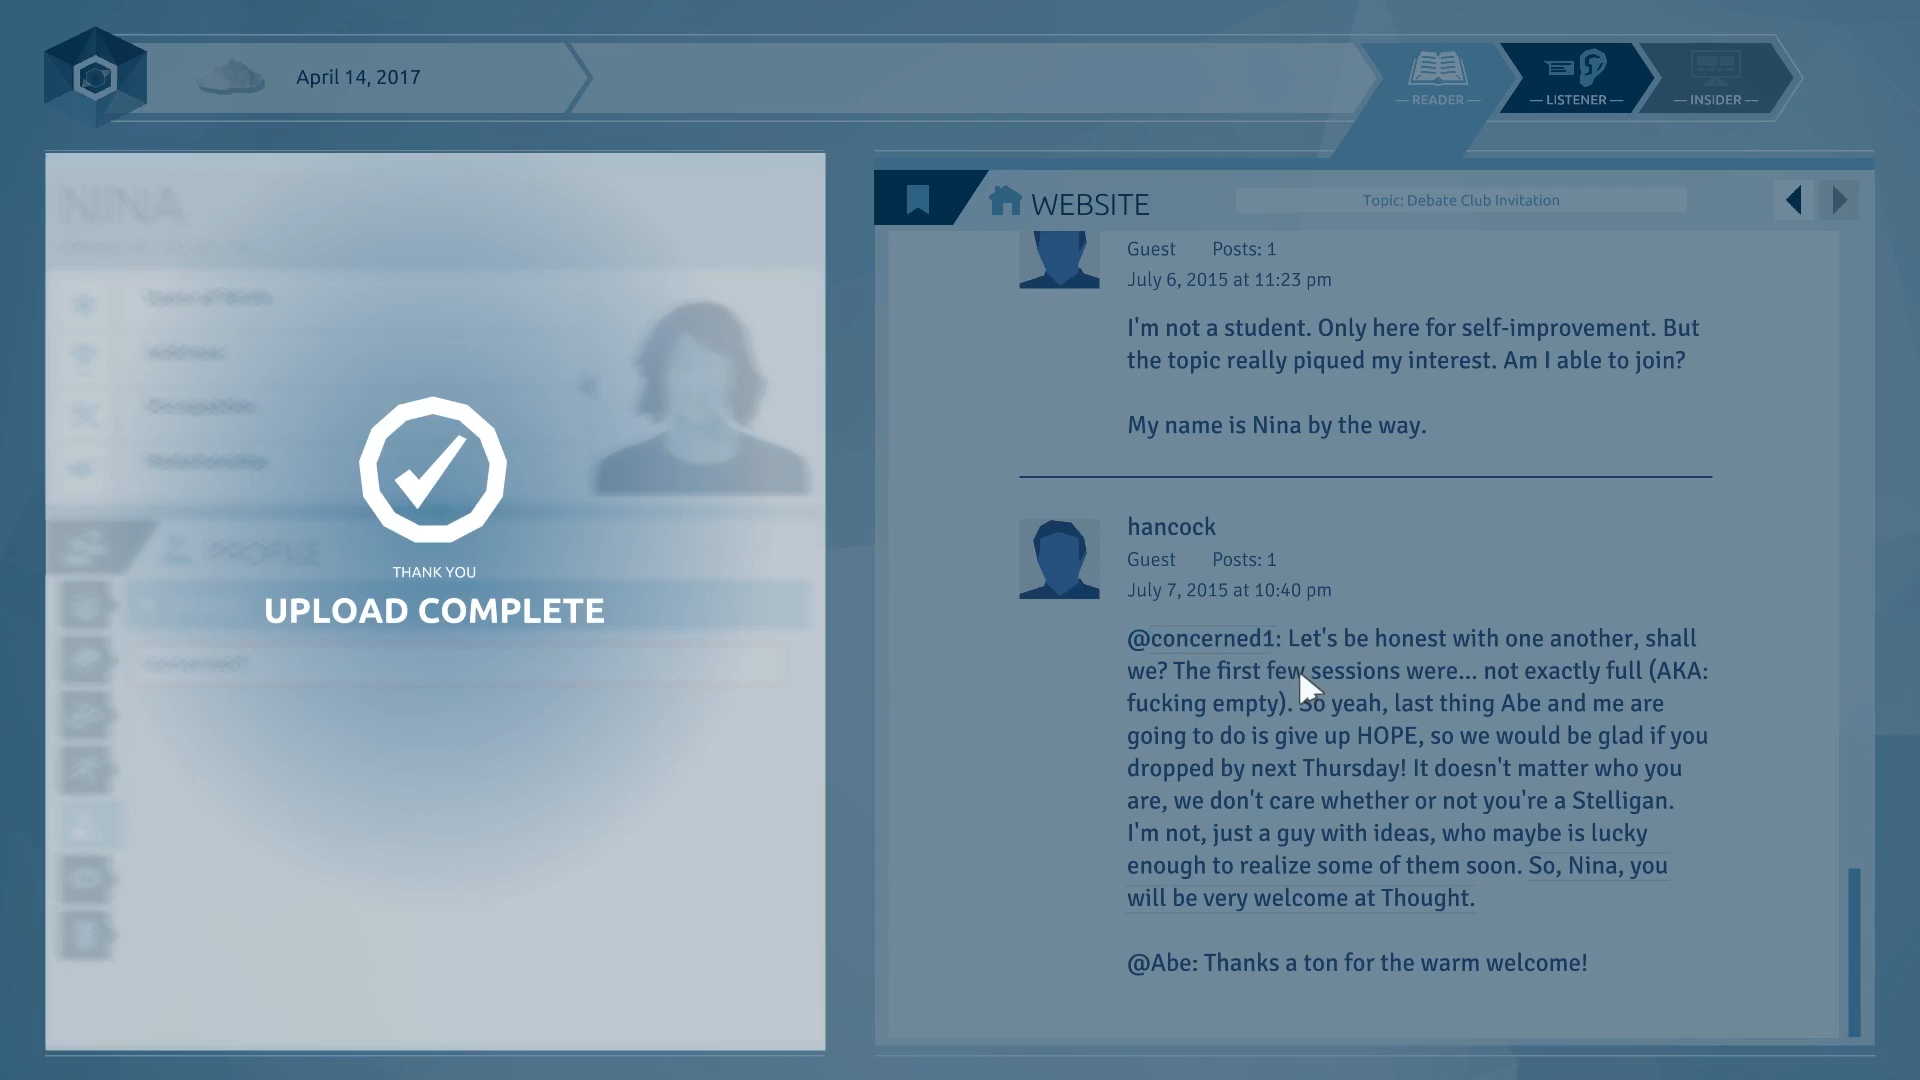 April 14, 2017
— READER —
— LISTENER —
— INSIDER —
NINA
Date of Birth
Address
Occupation
Relationship
PROFILE
THANK YOU
UPLOAD COMPLETE
WEBSITE
Topic: Debate Club Invitation
Guest Posts: 1
July 6, 2015 at 11:23 pm
I'm not a student. Only here for self-improvement. But
the topic really piqued my interest. Am I able to join?
My name is Nina by the way.
hancock
Guest Posts: 1
July 7, 2015 at 10:40 pm
@concerned1: Let's be honest with one another, shall
we? The first few sessions were... not exactly full (AKA:
fucking empty). So yeah, last thing Abe and me are
going to do is give up HOPE, so we would be glad if you
dropped by next Thursday! It doesn't matter who you
are, we don't care whether or not you're a Stelligan.
I'm not, just a guy with ideas, who maybe is lucky
enough to realize some of them soon. So, Nina, you
will be very welcome at Thought.
@Abe: Thanks a ton for the warm welcome!